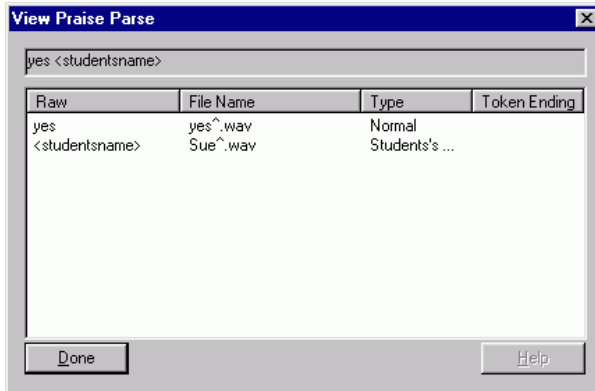 View Praise Parse
yes <studentsname>
Raw File Name Type Token Ending
yes yes^.wav Normal
<studentsname> Sue^.wav Students's ...
Done Help